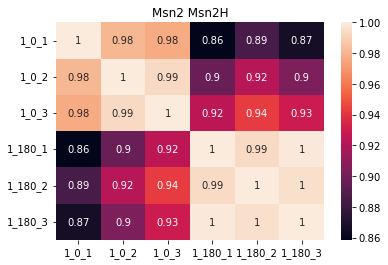 Msn2 Msn2H
1_0_1 1 0.98 0.98 0.86 0.89 0.87
1_0_2 0.98 1 0.99 0.9 0.92 0.9
1_0_3 0.98 0.99 1 0.92 0.94 0.93
1_180_1 0.86 0.9 0.92 1 0.99 1
1_180_2 0.89 0.92 0.94 0.99 1 1
1_180_3 0.87 0.9 0.93 1 1 1
1_0_1 1_0_2 1_0_3 1_180_1 1_180_2 1_180_3
1.00
0.98
0.96
0.94
0.92
0.90
0.88
0.86